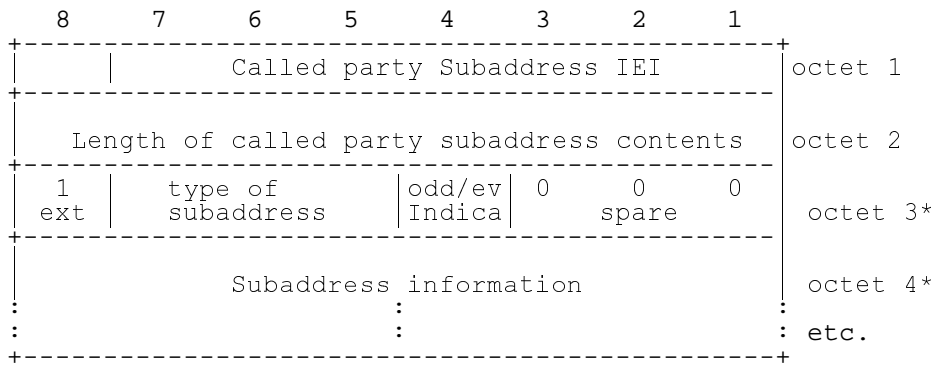 8 7 6 5 4 3 2 1
Called party Subaddress IEI octet 1
Length of called party subaddress contents octet 2
1 type of odd/ev 0 0 0
ext subaddress Indica spare octet 3*
Subaddress information octet 4*
: : :
: : : etc.